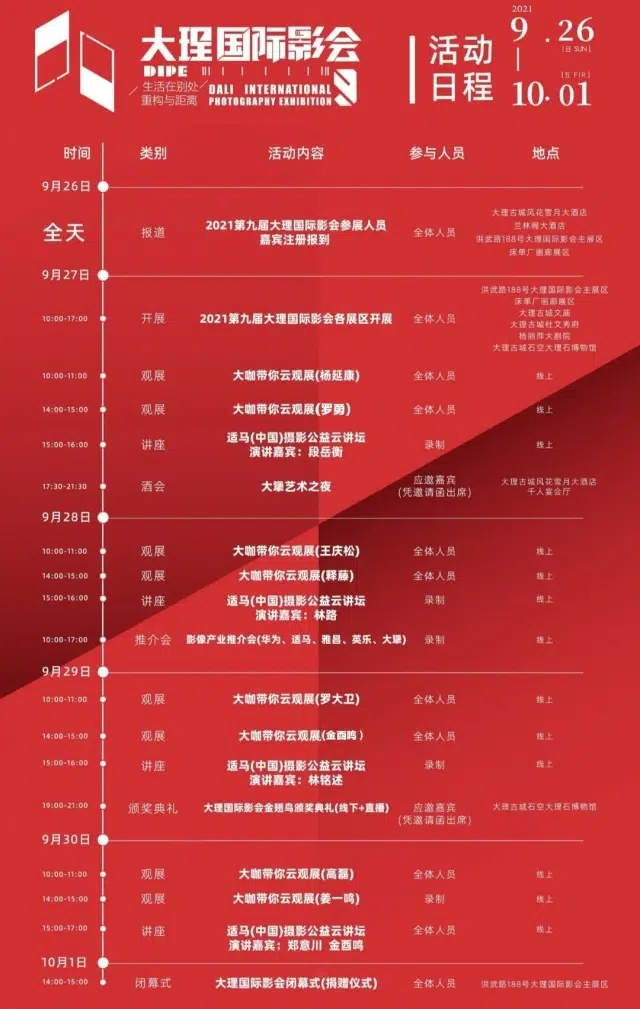 大理国际影会
DIPE
生活在别处
重构与距离
DALI INTERNATIONAL
PHOTOGRAPHY EXHIBITION 9
活动
日程
2021
9.26
[日 SUN]
[五 FIR]
10.01
时间 类别 活动内容 参与人员 地点
9月26日
全天 报道 2021第九届大理国际影会参展人员
嘉宾注册报到
全体人员
大理古城风花雪月大酒店
兰林阁大酒店
洪武路188号大理国际影会主展区
床单厂画廊展区
9月27日
10:00-17:00 开展 2021第九届大理国际影会各展区开展 全体人员
洪武路188号大理国际影会主展区
床单厂画廊展区
大理古城文庙
大理古城杜文秀府
杨丽萍大剧院
大理古城石空大理石博物馆
10:00-11:00 观展 大咖带你云观展(杨延康) 全体人员 线上
14:00-15:00 观展 大咖带你云观展(罗勇) 全体人员 线上
15:00-16:00 讲座 适马(中国)摄影公益云讲坛
演讲嘉宾：段岳衡
录制 线上
17:30-21:30 酒会 大墾艺术之夜 应邀嘉宾
(凭邀请函出席)
大理古城风花雪月大酒店
千人宴会厅
9月28日
10:00-11:00 观展 大咖带你云观展(王庆松) 全体人员 线上
14:00-15:00 观展 大咖带你云观展(释藤) 全体人员 线上
15:00-16:00 讲座 适马(中国)摄影公益云讲坛
演讲嘉宾：林路
录制 线上
10:00-17:00 推介会 影像产业推介会(华为、适马、雅昌、英乐、大墾) 录制 线上
9月29日
10:00-11:00 观展 大咖带你云观展(罗大卫) 全体人员 线上
14:00-15:00 观展 大咖带你云观展(金酉鸣) 全体人员 线上
15:00-16:00 讲座 适马(中国)摄影公益云讲坛
演讲嘉宾：林铭述
录制 线上
19:00-21:00 颁奖典礼 大理国际影会金翅鸟颁奖典礼(线下+直播) 应邀嘉宾
(凭邀请函出席)
大理古城石空大理石博物馆
9月30日
10:00-11:00 观展 大咖带你云观展(高磊) 全体人员 线上
14:00-15:00 观展 大咖带你云观展(姜一鸣) 录制 线上
15:00-17:00 讲座 适马(中国)摄影公益云讲坛
演讲嘉宾：郑意川 金酉鸣
全体人员 线上
10月1日
14:00-15:00 闭幕式 大理国际影会闭幕式(捐赠仪式) 全体人员 洪武路188号大理国际影会主展区